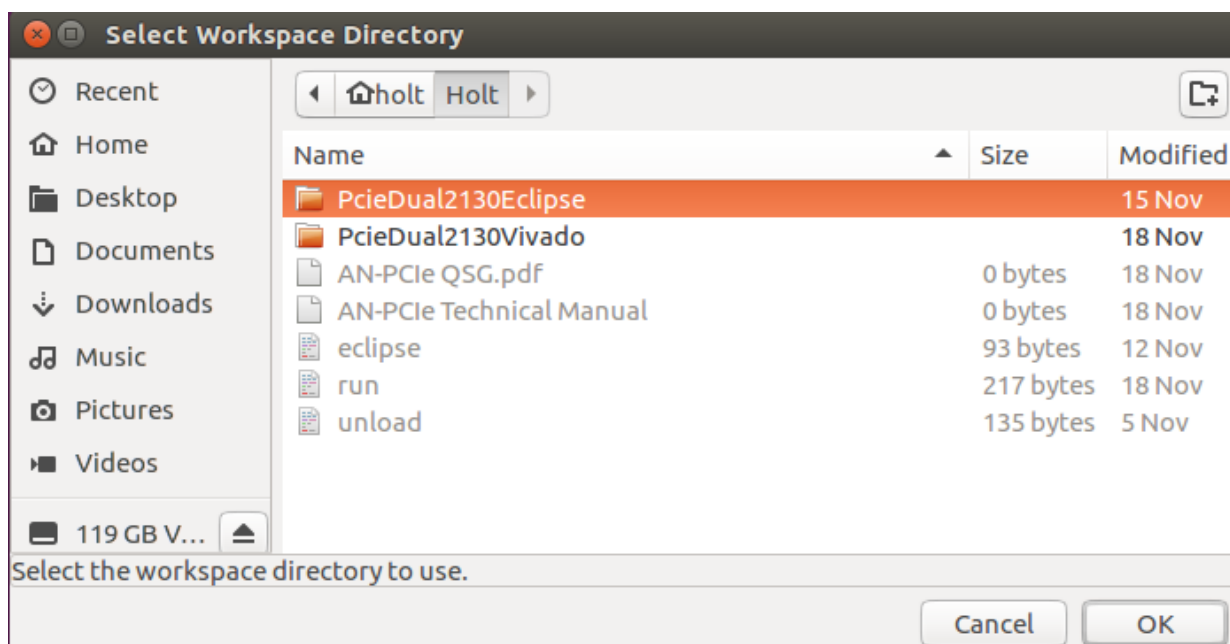 Select Workspace Directory
Recent
Home
Desktop
Documents
Downloads
Music
Pictures
Videos
119 GB V...
holt Holt
Name Size Modified
PcieDual2130Eclipse 15 Nov
PcieDual2130Vivado 18 Nov
AN-PCIe QSG.pdf 0 bytes 18 Nov
AN-PCIe Technical Manual 0 bytes 18 Nov
eclipse 93 bytes 12 Nov
run 217 bytes 18 Nov
unload 135 bytes 5 Nov
Select the workspace directory to use.
Cancel OK